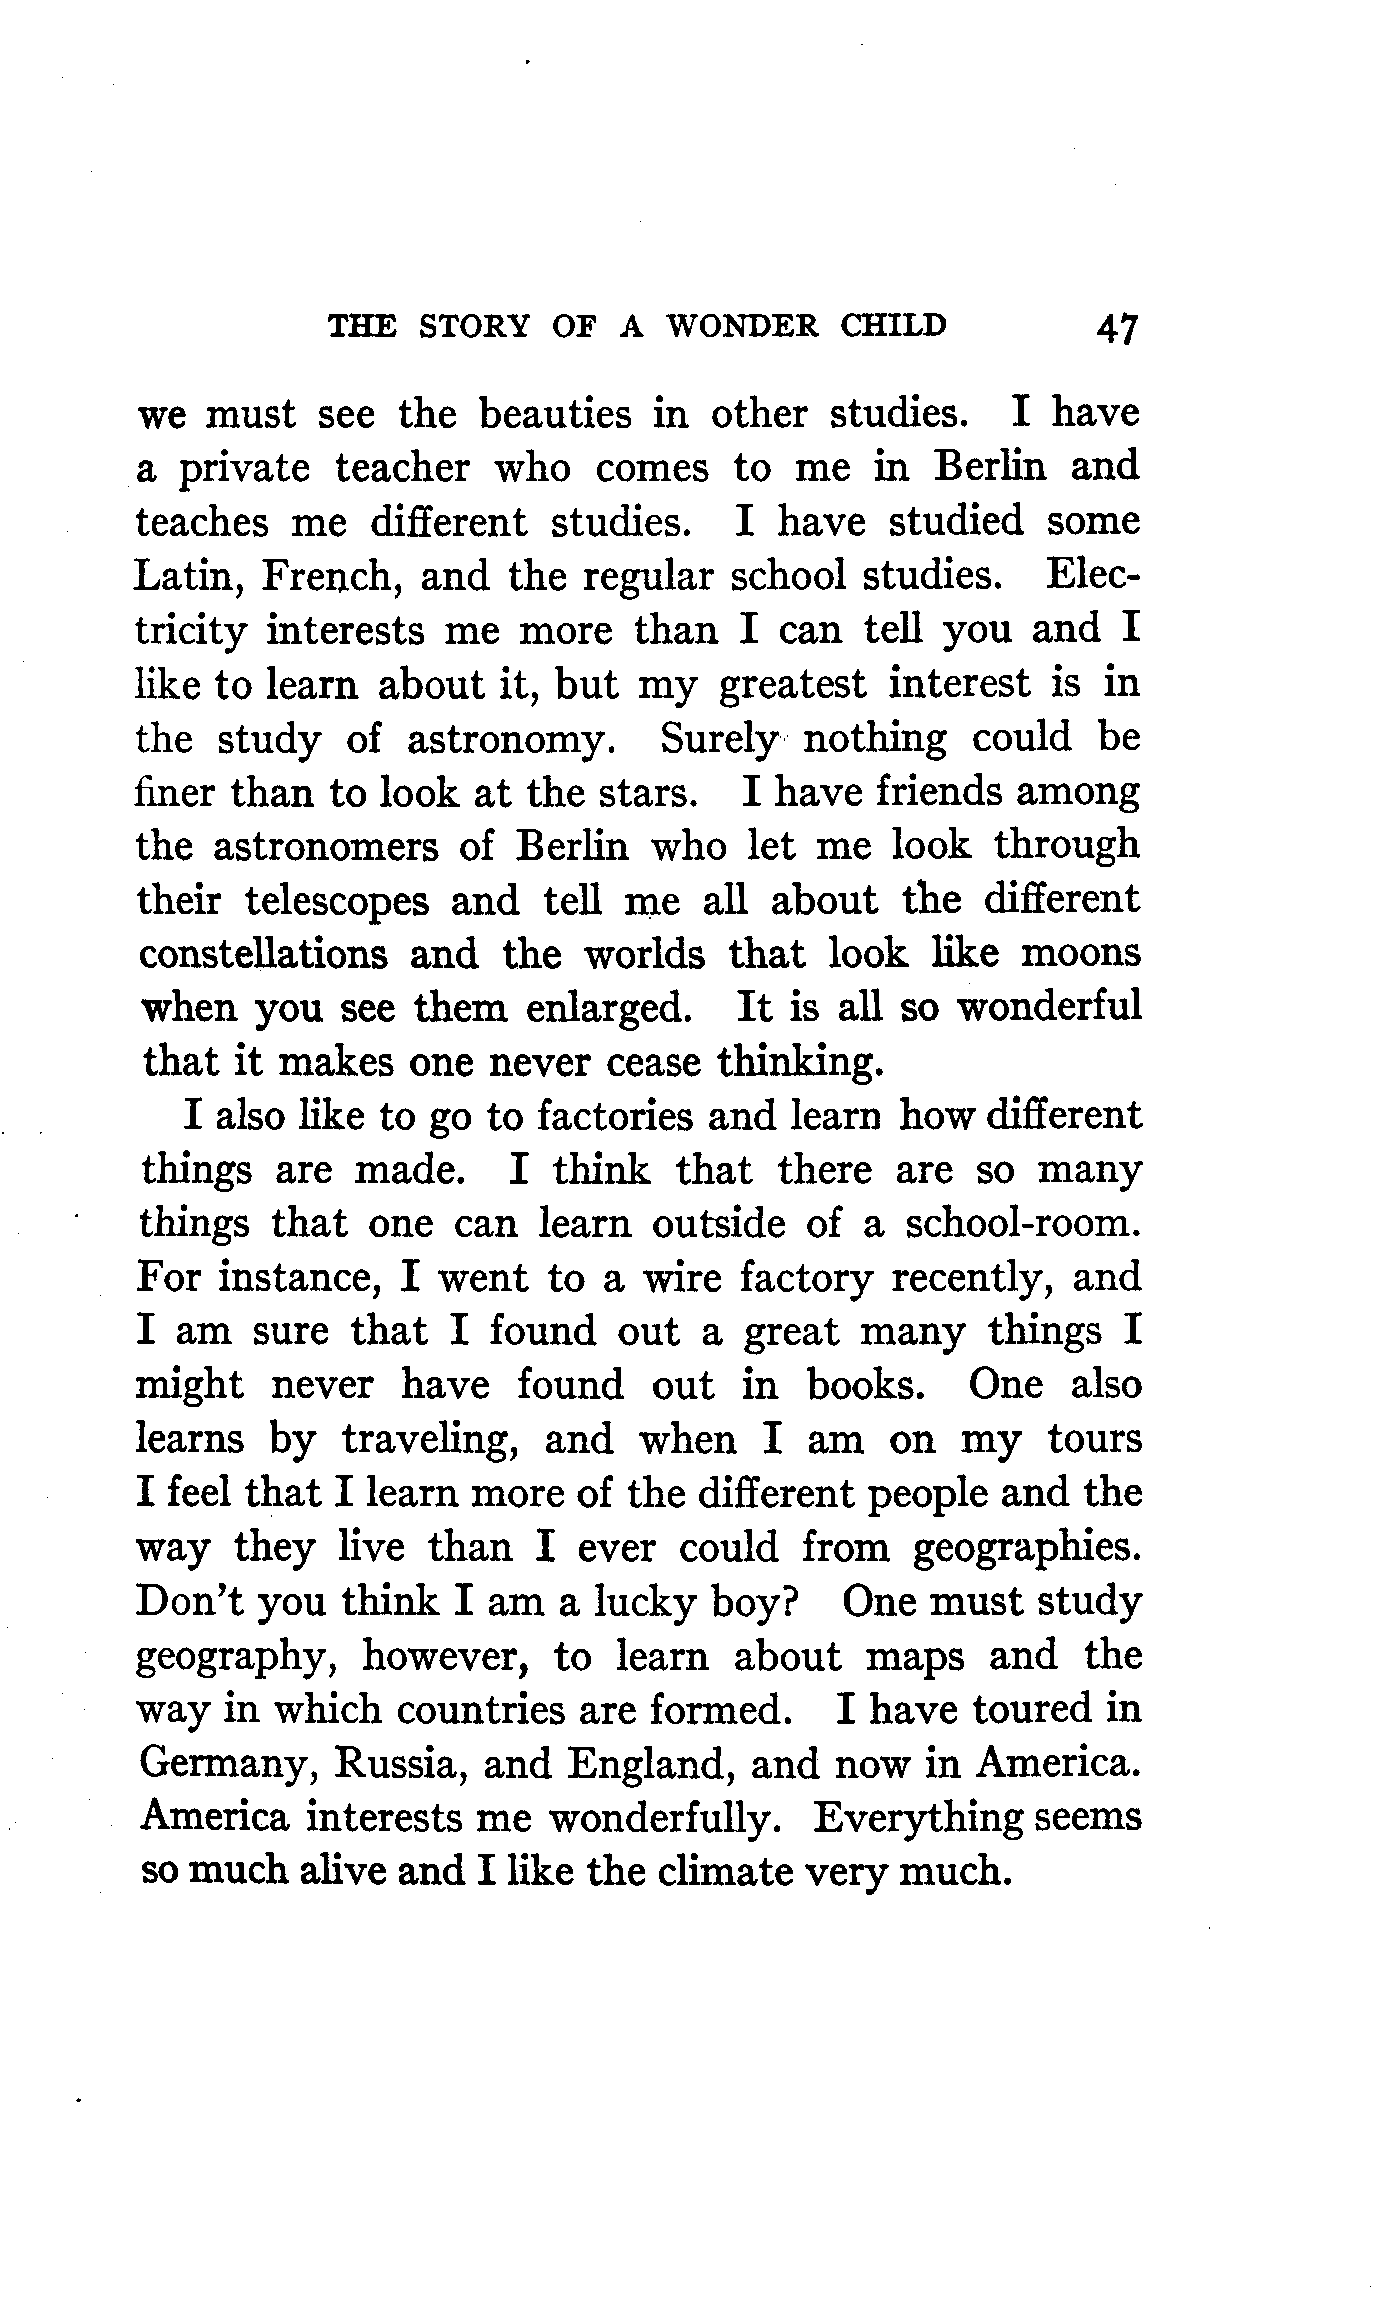 THE STORY OF A WONDER CHILD 47
we must see the beauties in other studies. I have
a private teacher who comes to me in Berlin and
teaches me different studies. I have studied some
Latin, French, and the regular school studies. Elec-
tricity interests me more than I can tell you and I
like to learn about it, but my greatest interest is in
the study of astronomy. Surely nothing could be
finer than to look at the stars. I have friends among
the astronomers of Berlin who let me look through
their telescopes and tell me all about the different
constellations and the worlds that look like moons
when you see them enlarged. It is all so wonderful
that it makes one never cease thinking.
I also like to go to factories and learn how different
things are made. I think that there are so many
things that one can learn outside of a school-room.
For instance, I went to a wire factory recently, and
I am sure that I found out a great many things I
might never have found out in books. One also
learns by traveling, and when I am on my tours
I feel that I learn more of the different people and the
way they live than I ever could from geographies.
Don't you think I am a lucky boy? One must study
geography, however, to learn about maps and the
way in which countries are formed. I have toured in
Germany, Russia, and England, and now in America.
America interests me wonderfully. Everything seems
so much alive and I like the climate very much.